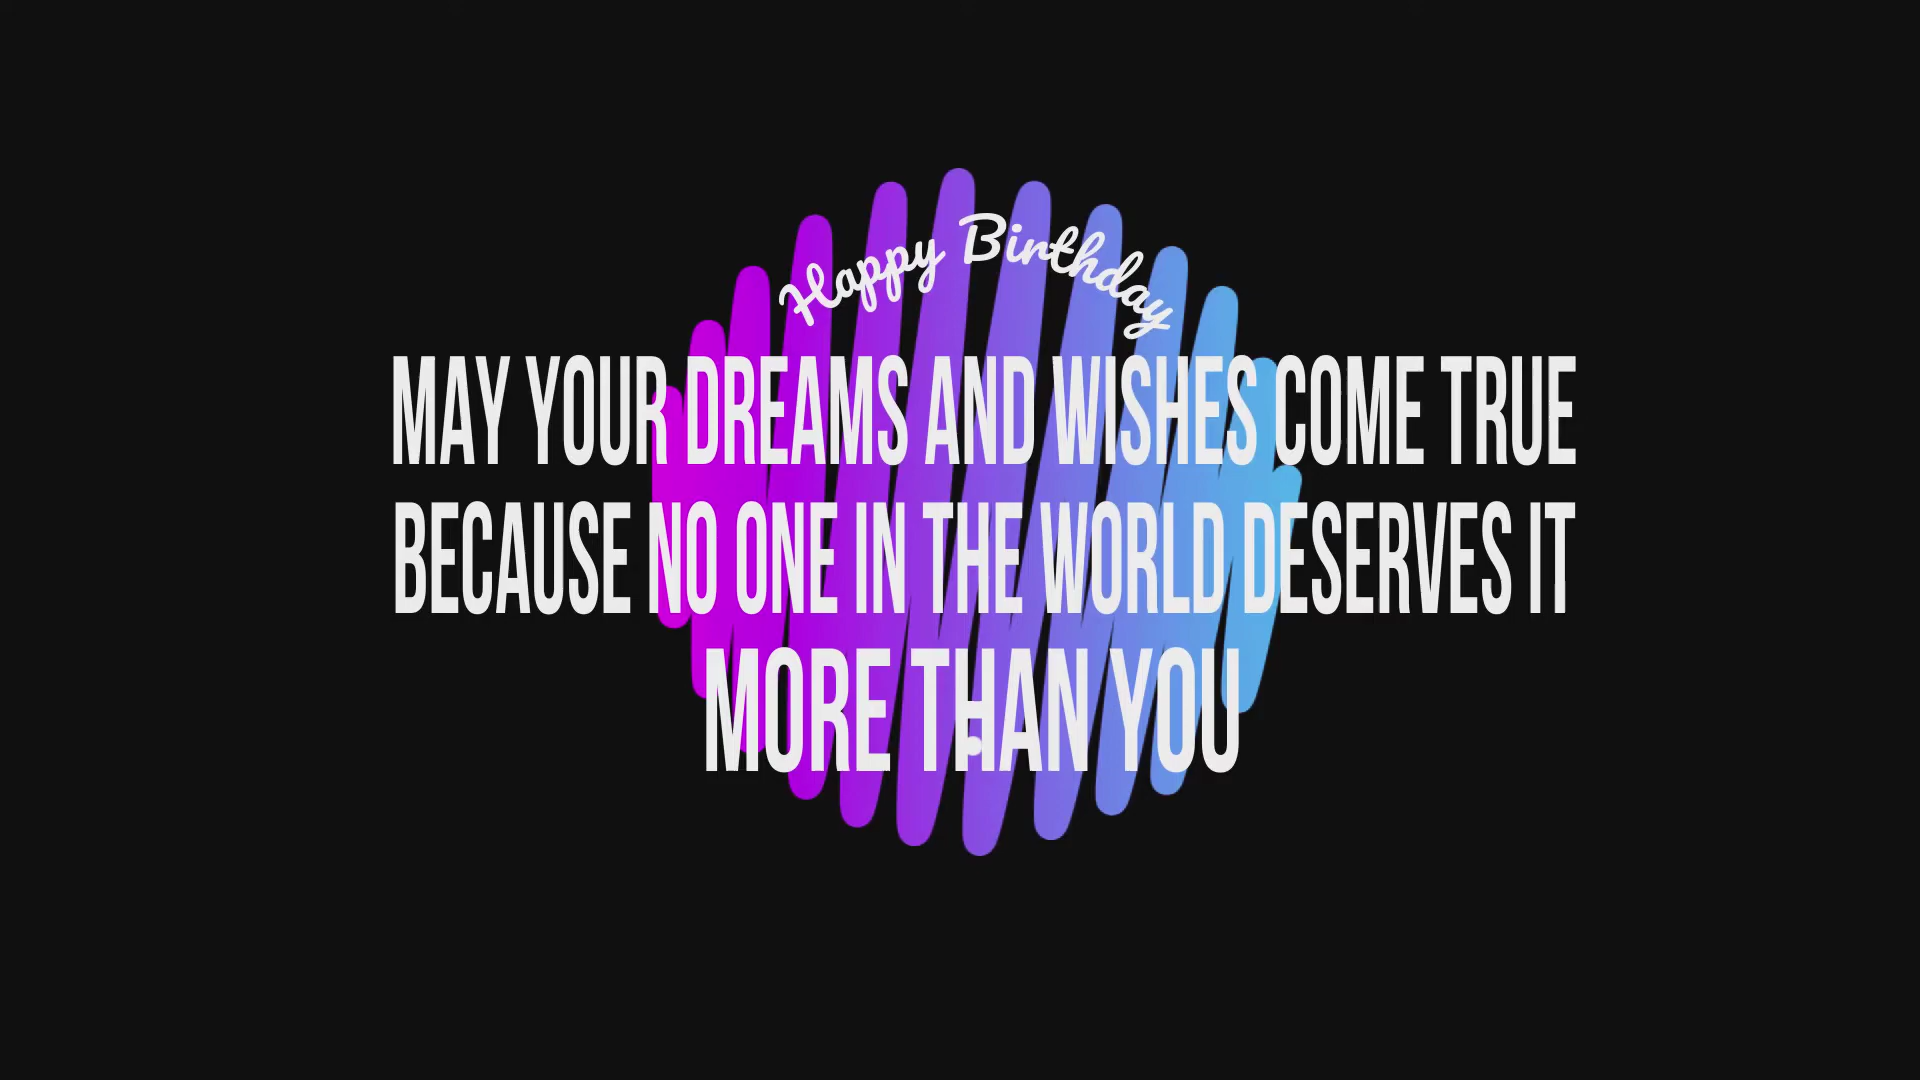 Happy Birthday
MAY YOUR DREAMS AND WISHES COME TRUE
BECAUSE NO ONE IN THE WORLD DESERVES IT
MORE THAN YOU